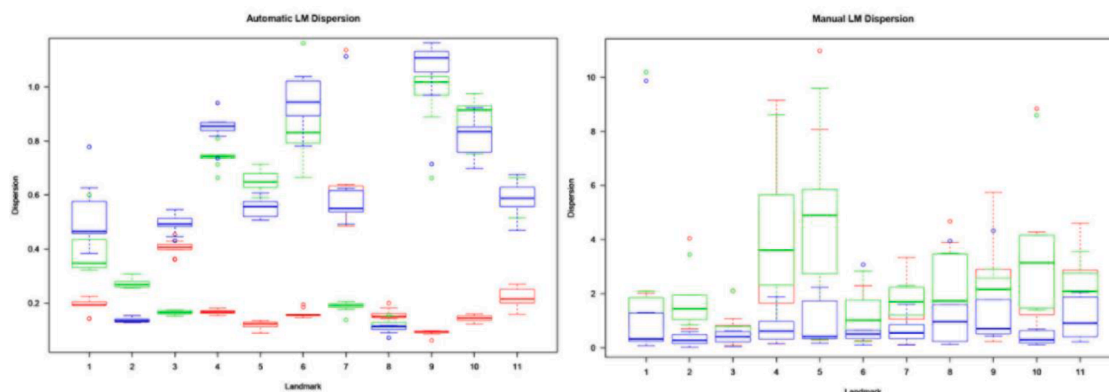 Automatic LM Dispersion
1.0
0.8
0.6
0.4
0.2
Dispersion
1 2 3 4 5 6 7 8 9 10 11
Landmark
Manual LM Dispersion
10
8
6
4
2
0
Dispersion
1 2 3 4 5 6 7 8 9 10 11
Landmark